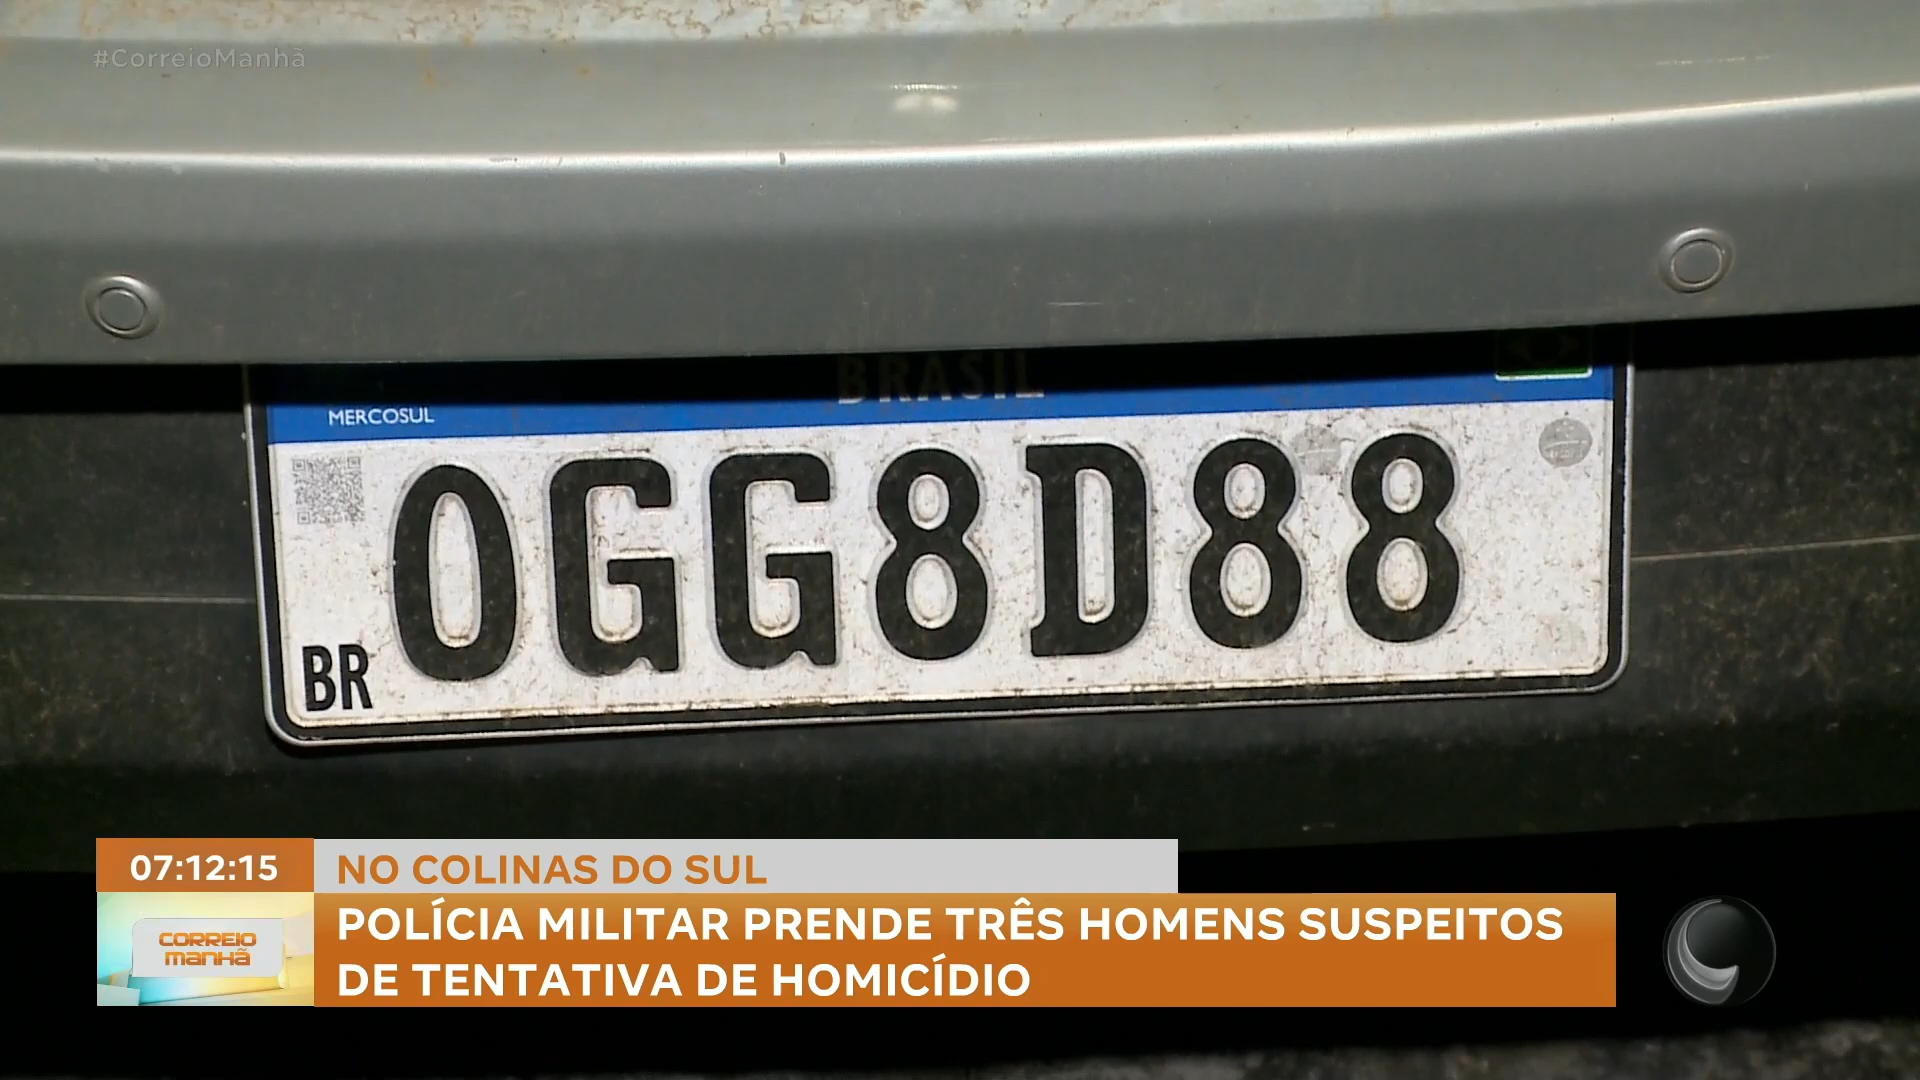 #CorreioManhã
BRASIL
MERCOSUL
OGG8D88
BR
07:12:15
NO COLINAS DO SUL
CORREIO
manhã
POLÍCIA MILITAR PRENDE TRÊS HOMENS SUSPEITOS
DE TENTATIVA DE HOMICÍDIO